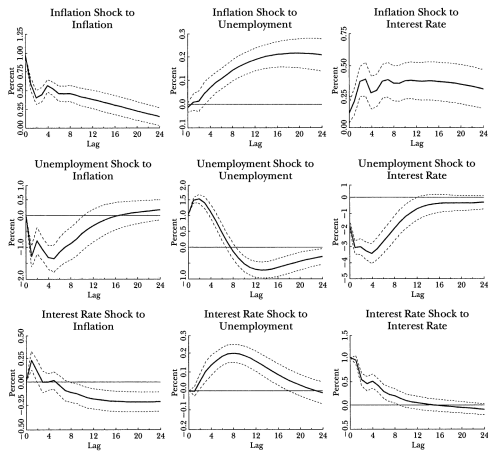 Inflation Shock to
Inflation
Percent
0.00 0.25 0.50 0.75 1.00 1.25
0 4 8 12 16 20 24
Lag
Inflation Shock to
Unemployment
Percent
-0.1 0.0 0.1 0.2 0.3
0 4 8 12 16 20 24
Lag
Inflation Shock to
Interest Rate
Percent
0.00 0.25 0.50 0.75
0 4 8 12 16 20 24
Lag
Unemployment Shock to
Inflation
Percent
2.0 -1.0 0.0 1.0
0 4 8 12 16 20 24
Lag
Unemployment Shock to
Unemployment
Percent
1.0 0.0 1.0 2.0
0 4 8 12 16 20 24
Lag
Unemployment Shock to
Interest Rate
Percent
-5 -4 -3 -2 -1 0 1
0 4 8 12 16 20 24
Lag
Interest Rate Shock to
Inflation
Percent
0.50 -0.25 0.00 0.25 0.50
0 4 8 12 16 20 24
Lag
Interest Rate Shock to
Unemployment
Percent
-0.2 -0.1 0.0 0.1 0.2 0.3
0 4 8 12 16 20 24
Lag
Interest Rate Shock to
Interest Rate
Percent
-0.5 0.0 0.5 1.0 1.5
0 4 8 12 16 20 24
Lag